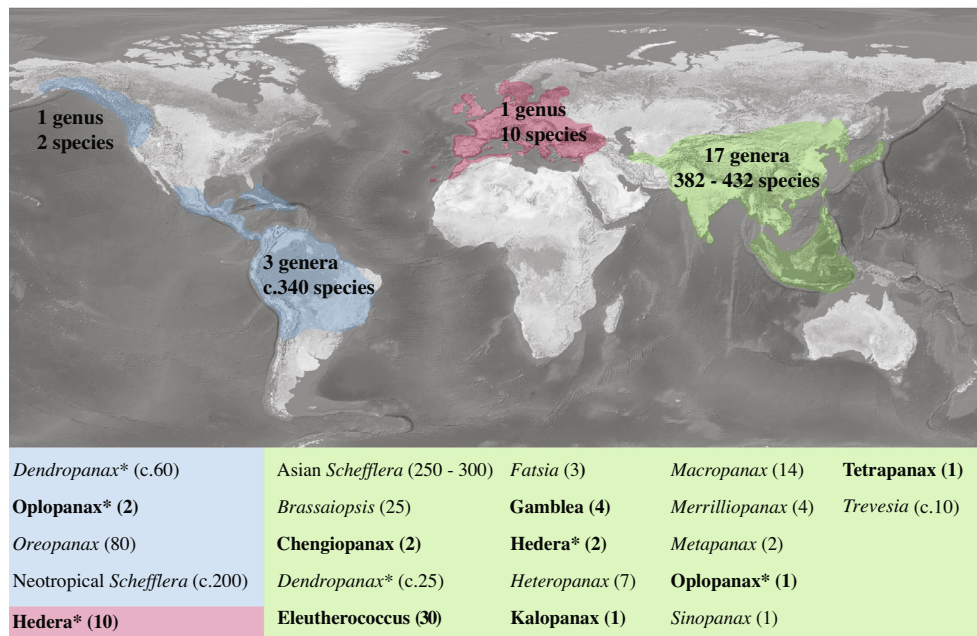 1 genus
2 species
1 genus
10 species
17 genera
382 - 432 species
3 genera
c.340 species
Dendropanax* (c.60)
Oplopanax* (2)
Oreopanax (80)
Neotropical Schefflera (c.200)
Hedera* (10)
Asian Schefflera (250 - 300)
Brassaiopsis (25)
Chengiopanax (2)
Dendropanax* (c.25)
Eleutherococcus (30)
Fatsia (3)
Gamblea (4)
Hedera* (2)
Heteropanax (7)
Kalopanax (1)
Macropanax (14)
Merrilliopanax (4)
Metapanax (2)
Oplopanax* (1)
Sinopanax (1)
Tetrapanax (1)
Trevesia (c.10)